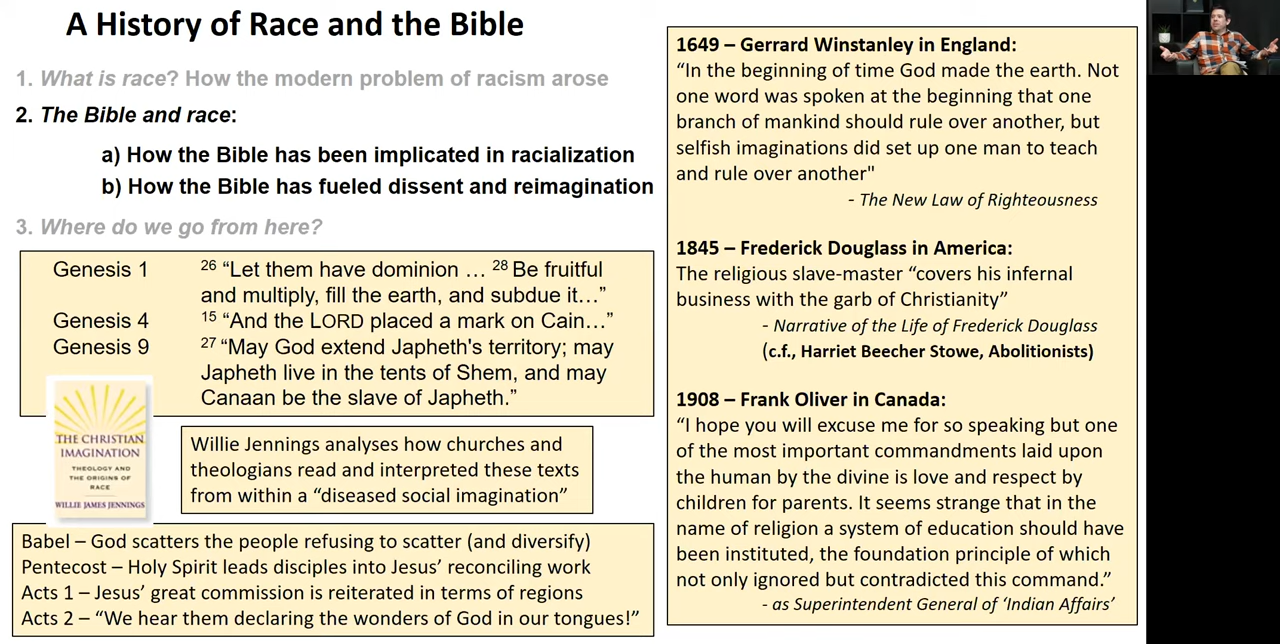 A History of Race and the Bible
1. What is race? How the modern problem of racism arose
2. The Bible and race:
a) How the Bible has been implicated in racialization
b) How the Bible has fueled dissent and reimagination
3. Where do we go from here?
Genesis 1 26 “Let them have dominion … 28 Be fruitful
and multiply, fill the earth, and subdue it…”
Genesis 4 15 “And the LORD placed a mark on Cain…”
Genesis 9 27 “May God extend Japheth's territory; may
Japheth live in the tents of Shem, and may
Canaan be the slave of Japheth.”
THE CHRISTIAN
IMAGINATION
THEOLOGY AND
THE ORIGINS OF
RACE
WILLIE JAMES JENNINGS
Willie Jennings analyses how churches and
theologians read and interpreted these texts
from within a “diseased social imagination”
Babel – God scatters the people refusing to scatter (and diversify)
Pentecost – Holy Spirit leads disciples into Jesus’ reconciling work
Acts 1 – Jesus’ great commission is reiterated in terms of regions
Acts 2 – “We hear them declaring the wonders of God in our tongues!”
1649 – Gerrard Winstanley in England:
“In the beginning of time God made the earth. Not
one word was spoken at the beginning that one
branch of mankind should rule over another, but
selfish imaginations did set up one man to teach
and rule over another"
- The New Law of Righteousness
1845 – Frederick Douglass in America:
The religious slave-master “covers his infernal
business with the garb of Christianity”
- Narrative of the Life of Frederick Douglass
(c.f., Harriet Beecher Stowe, Abolitionists)
1908 – Frank Oliver in Canada:
“I hope you will excuse me for so speaking but one
of the most important commandments laid upon
the human by the divine is love and respect by
children for parents. It seems strange that in the
name of religion a system of education should have
been instituted, the foundation principle of which
not only ignored but contradicted this command.”
- as Superintendent General of ‘Indian Affairs’